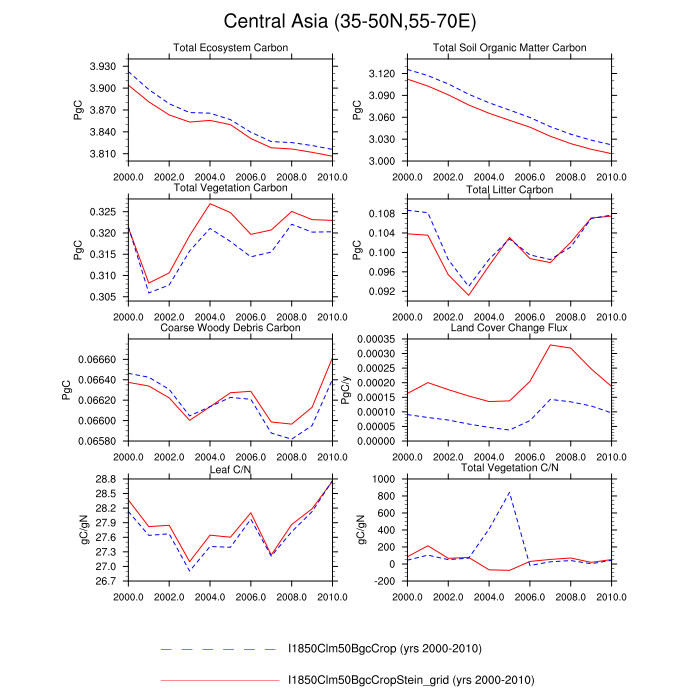 Central Asia (35-50N,55-70E)
Total Ecosystem Carbon
Total Soil Organic Matter Carbon
3.930
3.900
3.870
3.840
3.810
PgC
2000.0 2002.0 2004.0 2006.0 2008.0 2010.0
3.120
3.090
3.060
3.030
3.000
PgC
2000.0 2002.0 2004.0 2006.0 2008.0 2010.0
Total Vegetation Carbon
Total Litter Carbon
0.325
0.320
0.315
0.310
0.305
PgC
2000.0 2002.0 2004.0 2006.0 2008.0 2010.0
0.108
0.104
0.100
0.096
0.092
PgC
2000.0 2002.0 2004.0 2006.0 2008.0 2010.0
Coarse Woody Debris Carbon
Land Cover Change Flux
0.06660
0.06640
0.06620
0.06600
0.06580
PgC
2000.0 2002.0 2004.0 2006.0 2008.0 2010.0
0.00035
0.00030
0.00025
0.00020
0.00015
0.00010
0.00005
0.00000
PgC/y
2000.0 2002.0 2004.0 2006.0 2008.0 2010.0
Leaf C/N
Total Vegetation C/N
28.8
28.5
28.2
27.9
27.6
27.3
27.0
26.7
gC/gN
2000.0 2002.0 2004.0 2006.0 2008.0 2010.0
1000
800
600
400
200
0
-200
gC/gN
2000.0 2002.0 2004.0 2006.0 2008.0 2010.0
I1850Clm50BgcCrop (yrs 2000-2010)
I1850Clm50BgcCropStein_grid (yrs 2000-2010)